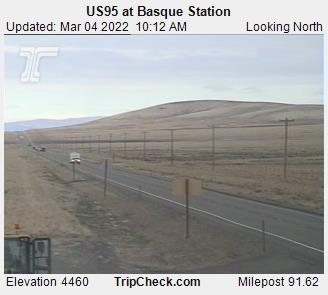 US95 at Basque Station
Updated: Mar 04 2022 10:12 AM Looking North
Elevation 4460 TripCheck.com Milepost 91.62